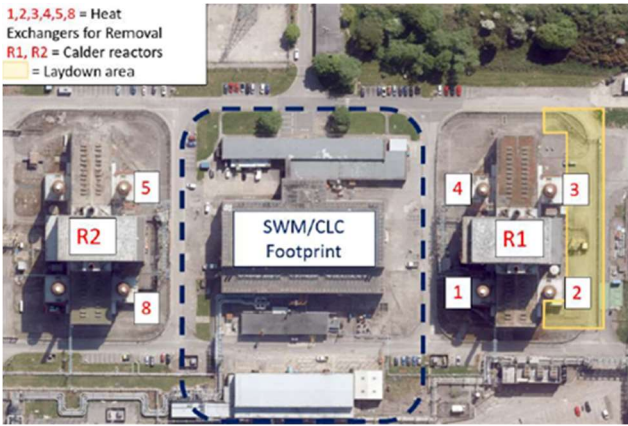 1,2,3,4,5,8 = Heat
Exchangers for Removal
R1, R2 = Calder reactors
= Laydown area
5
4
3
R2
SWM/CLC
Footprint
R1
8
1
2